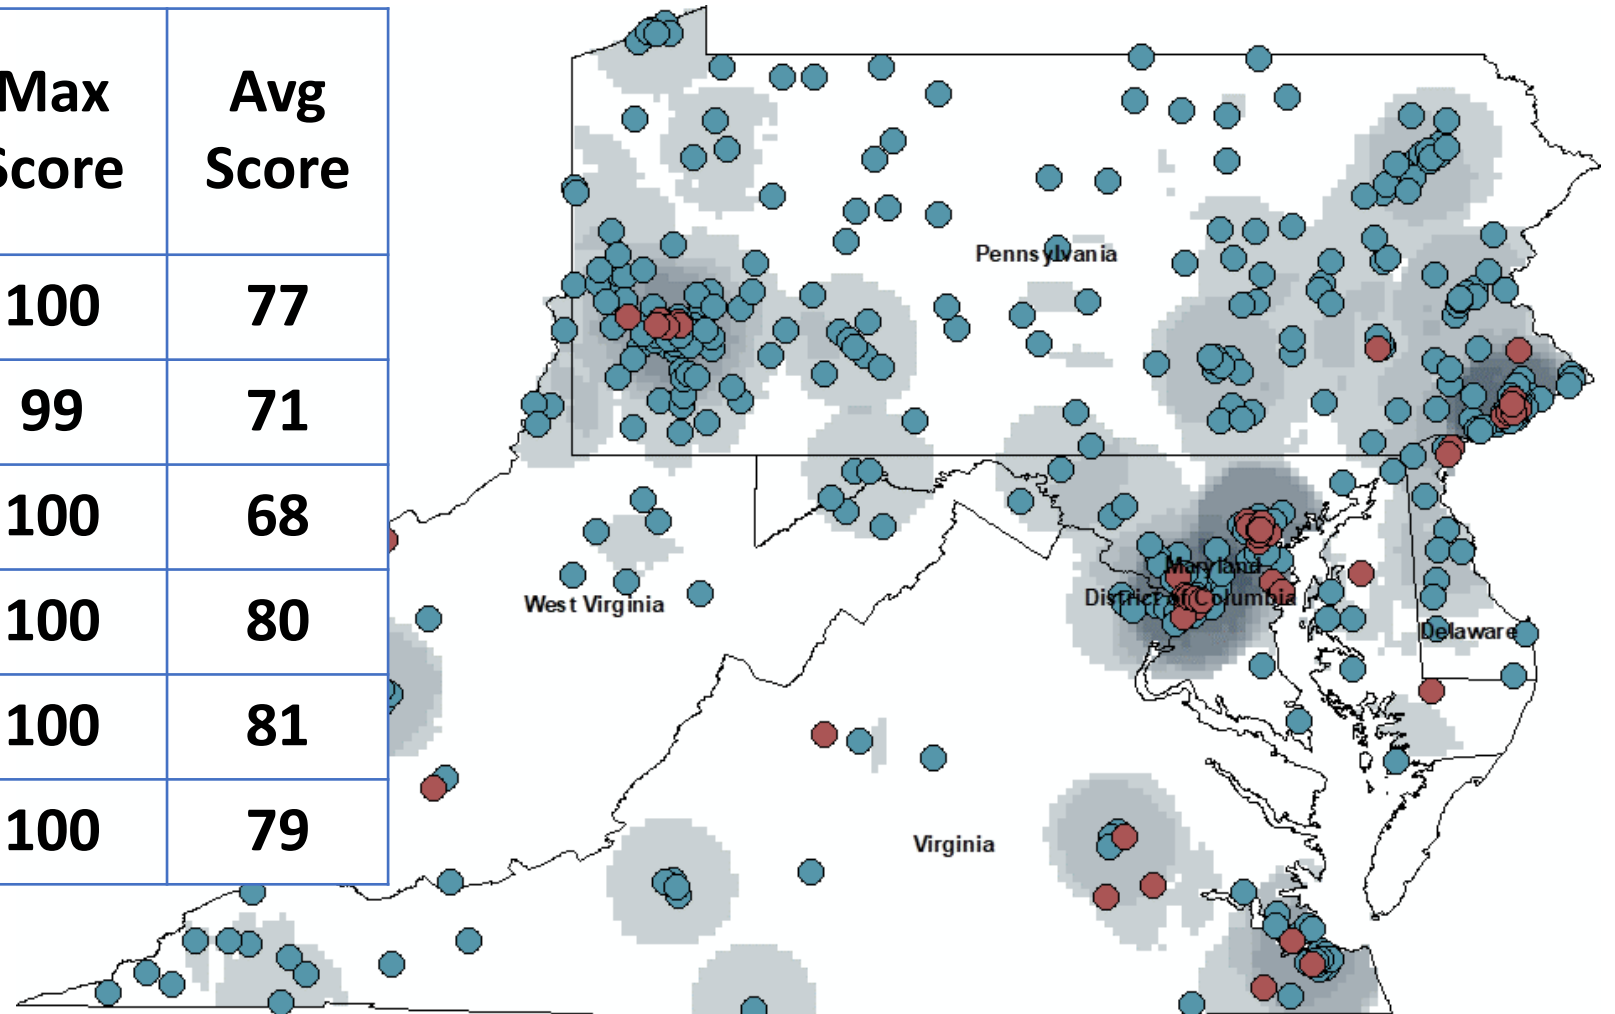 Max Avg
Score Score
100 77
99 71
100 68
100 80
100 81
100 79
Pennsylvania
West Virginia
Maryland
District of Columbia
Delaware
Virginia